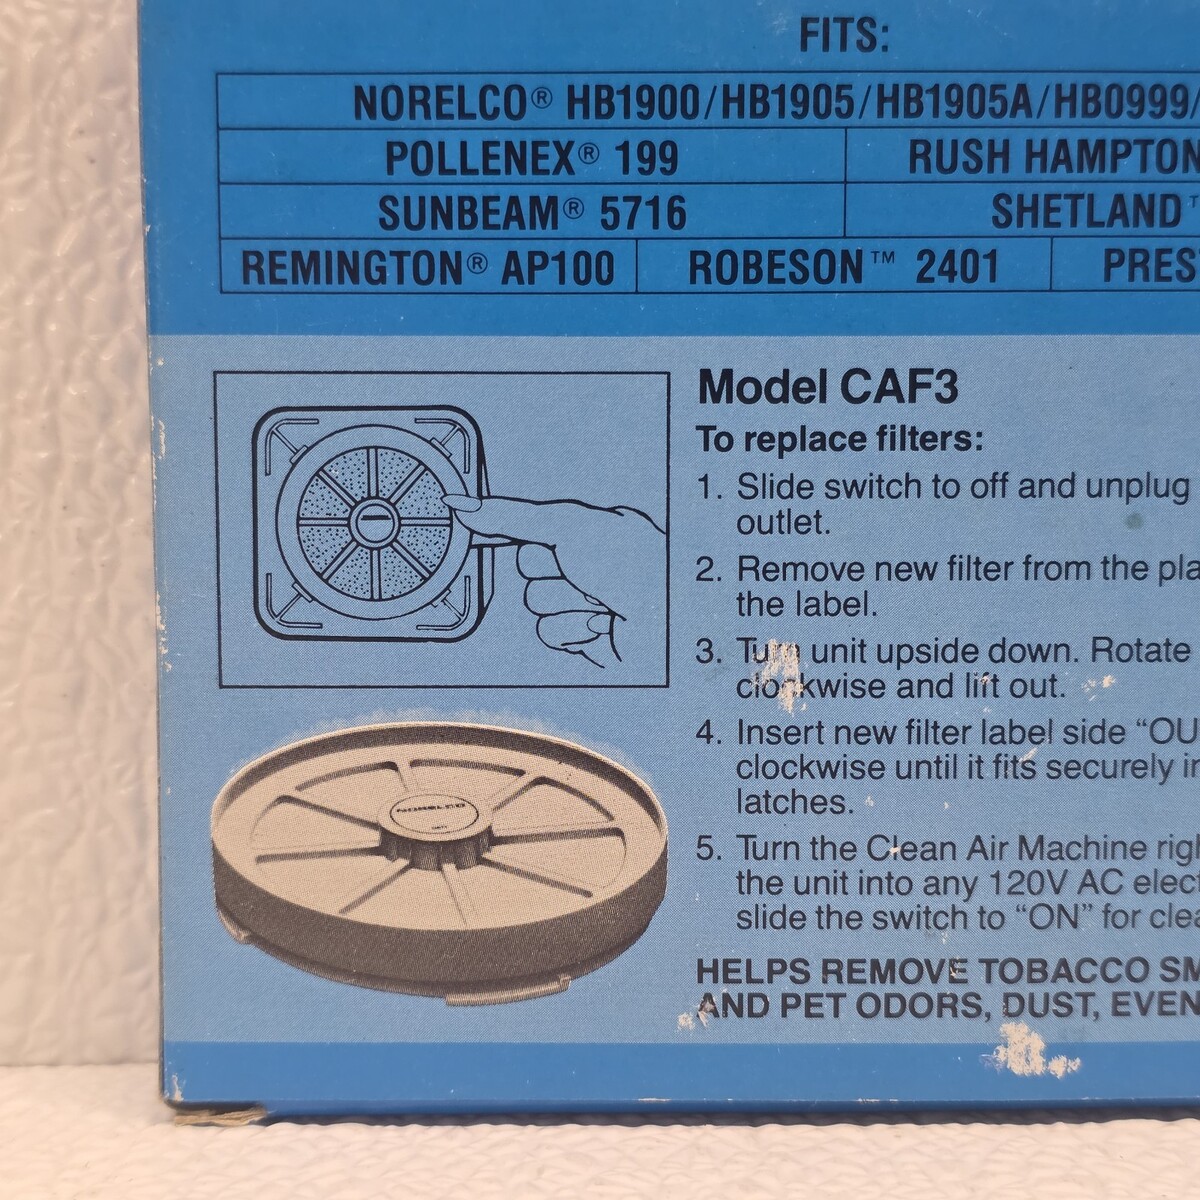 FITS:
NORELCO® HB1900/HB1905/HB1905A/HB0999/
POLLENEX® 199 RUSH HAMPTON
SUNBEAM® 5716 SHETLAND
REMINGTON® AP100 ROBESON™ 2401 PRES
Model CAF3
To replace filters:
1. Slide switch to off and unplug
outlet.
2. Remove new filter from the pla
the label.
3. Turn unit upside down. Rotate
clockwise and lift out.
4. Insert new filter label side “OU
clockwise until it fits securely in
latches.
5. Turn the Clean Air Machine righ
the unit into any 120V AC elect
slide the switch to “ON” for clea
HELPS REMOVE TOBACCO SM
AND PET ODORS, DUST, EVEN
NORELCO